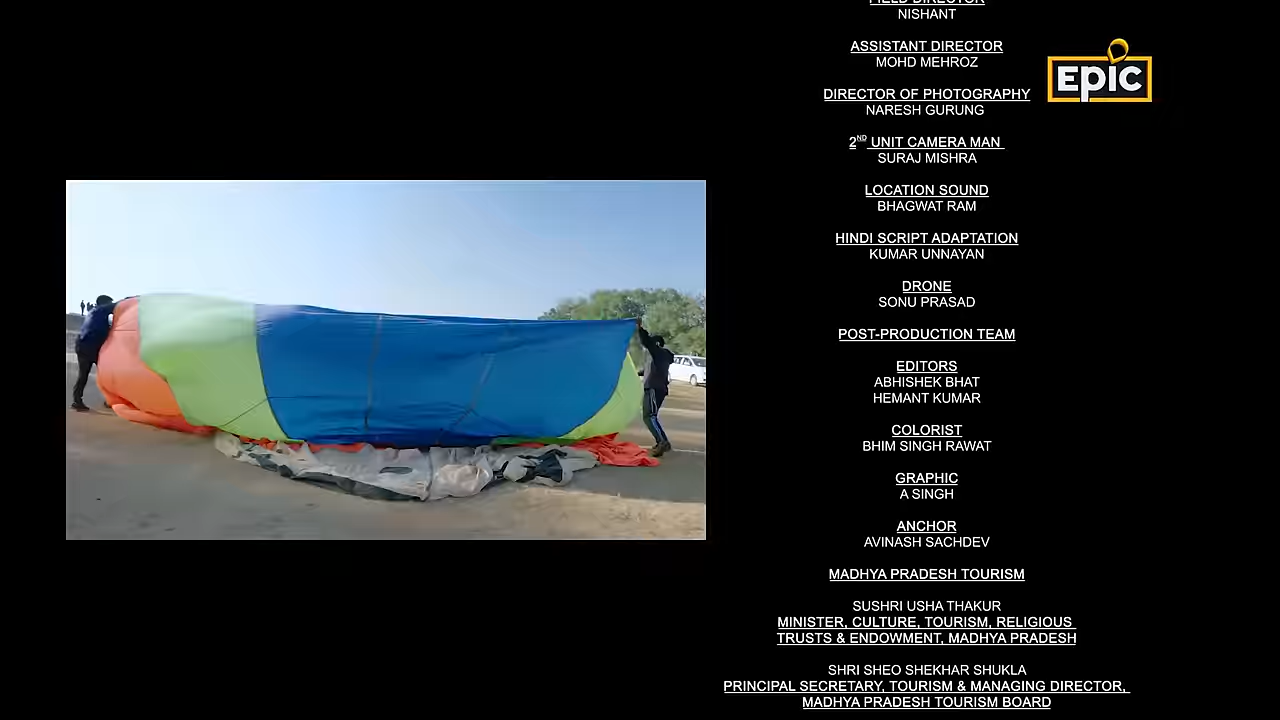 FIELD DIRECTOR
NISHANT
ASSISTANT DIRECTOR
MOHD MEHROZ
EPIC
DIRECTOR OF PHOTOGRAPHY
NARESH GURUNG
2ND UNIT CAMERA MAN
SURAJ MISHRA
LOCATION SOUND
BHAGWAT RAM
HINDI SCRIPT ADAPTATION
KUMAR UNNAYAN
DRONE
SONU PRASAD
POST-PRODUCTION TEAM
EDITORS
ABHISHEK BHAT
HEMANT KUMAR
COLORIST
BHIM SINGH RAWAT
GRAPHIC
A SINGH
ANCHOR
AVINASH SACHDEV
MADHYA PRADESH TOURISM
SUSHRI USHA THAKUR
MINISTER, CULTURE, TOURISM, RELIGIOUS
TRUSTS & ENDOWMENT, MADHYA PRADESH
SHRI SHEO SHEKHAR SHUKLA
PRINCIPAL SECRETARY, TOURISM & MANAGING DIRECTOR,
MADHYA PRADESH TOURISM BOARD